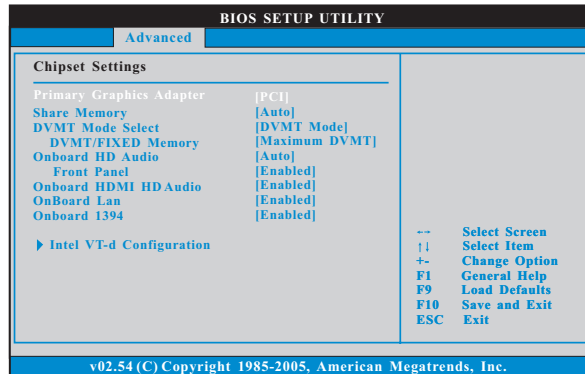 BIOS SETUP UTILITY
Advanced
Chipset Settings
Primary Graphics Adapter [PCI]
Share Memory [Auto]
DVMT Mode Select [DVMT Mode]
DVMT/FIXED Memory [Maximum DVMT]
Onboard HD Audio [Auto]
Front Panel [Enabled]
Onboard HDMI HD Audio [Enabled]
OnBoard Lan [Enabled]
Onboard 1394 [Enabled]
Intel VT-d Configuration
←→ Select Screen
↑↓ Select Item
+- Change Option
F1 General Help
F9 Load Defaults
F10 Save and Exit
ESC Exit
v02.54 (C) Copyright 1985-2005, American Megatrends, Inc.